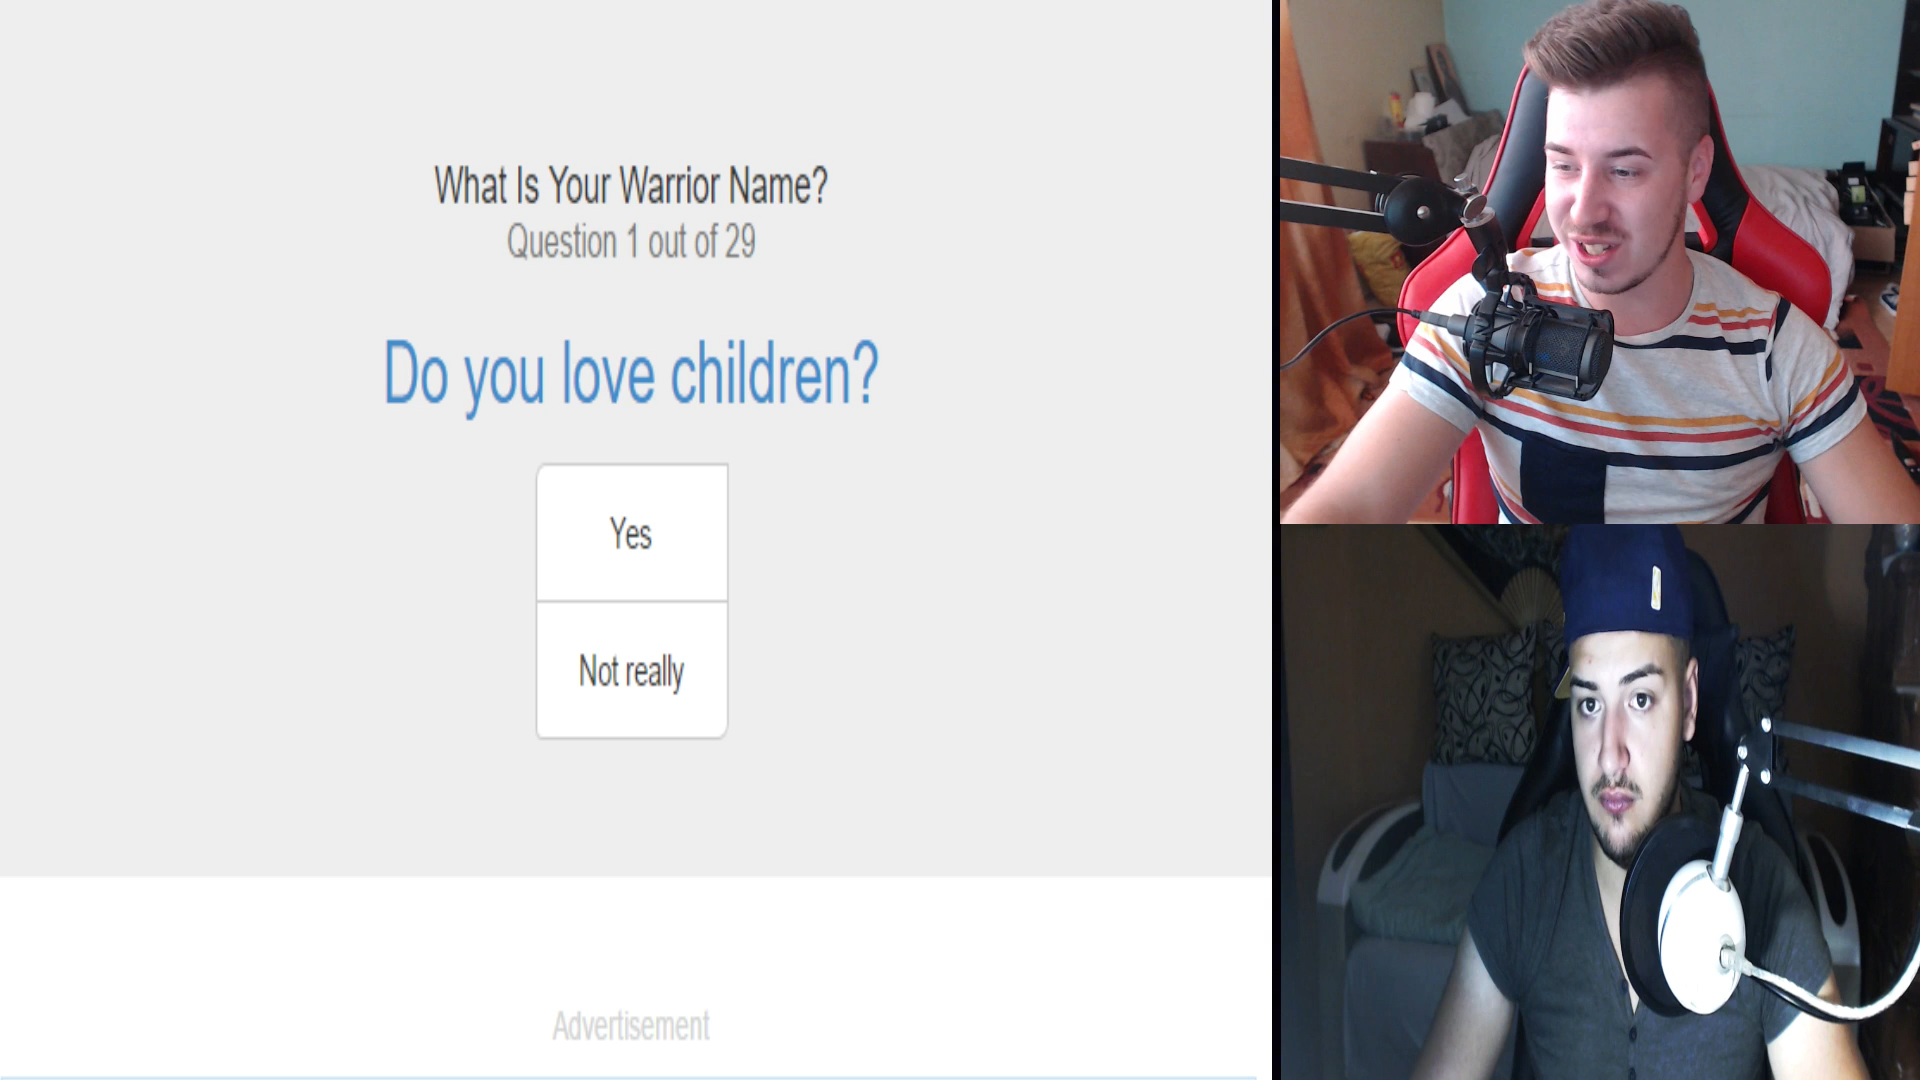 What Is Your Warrior Name?
Question 1 out of 29
Do you love children?
Yes
Not really
Advertisement